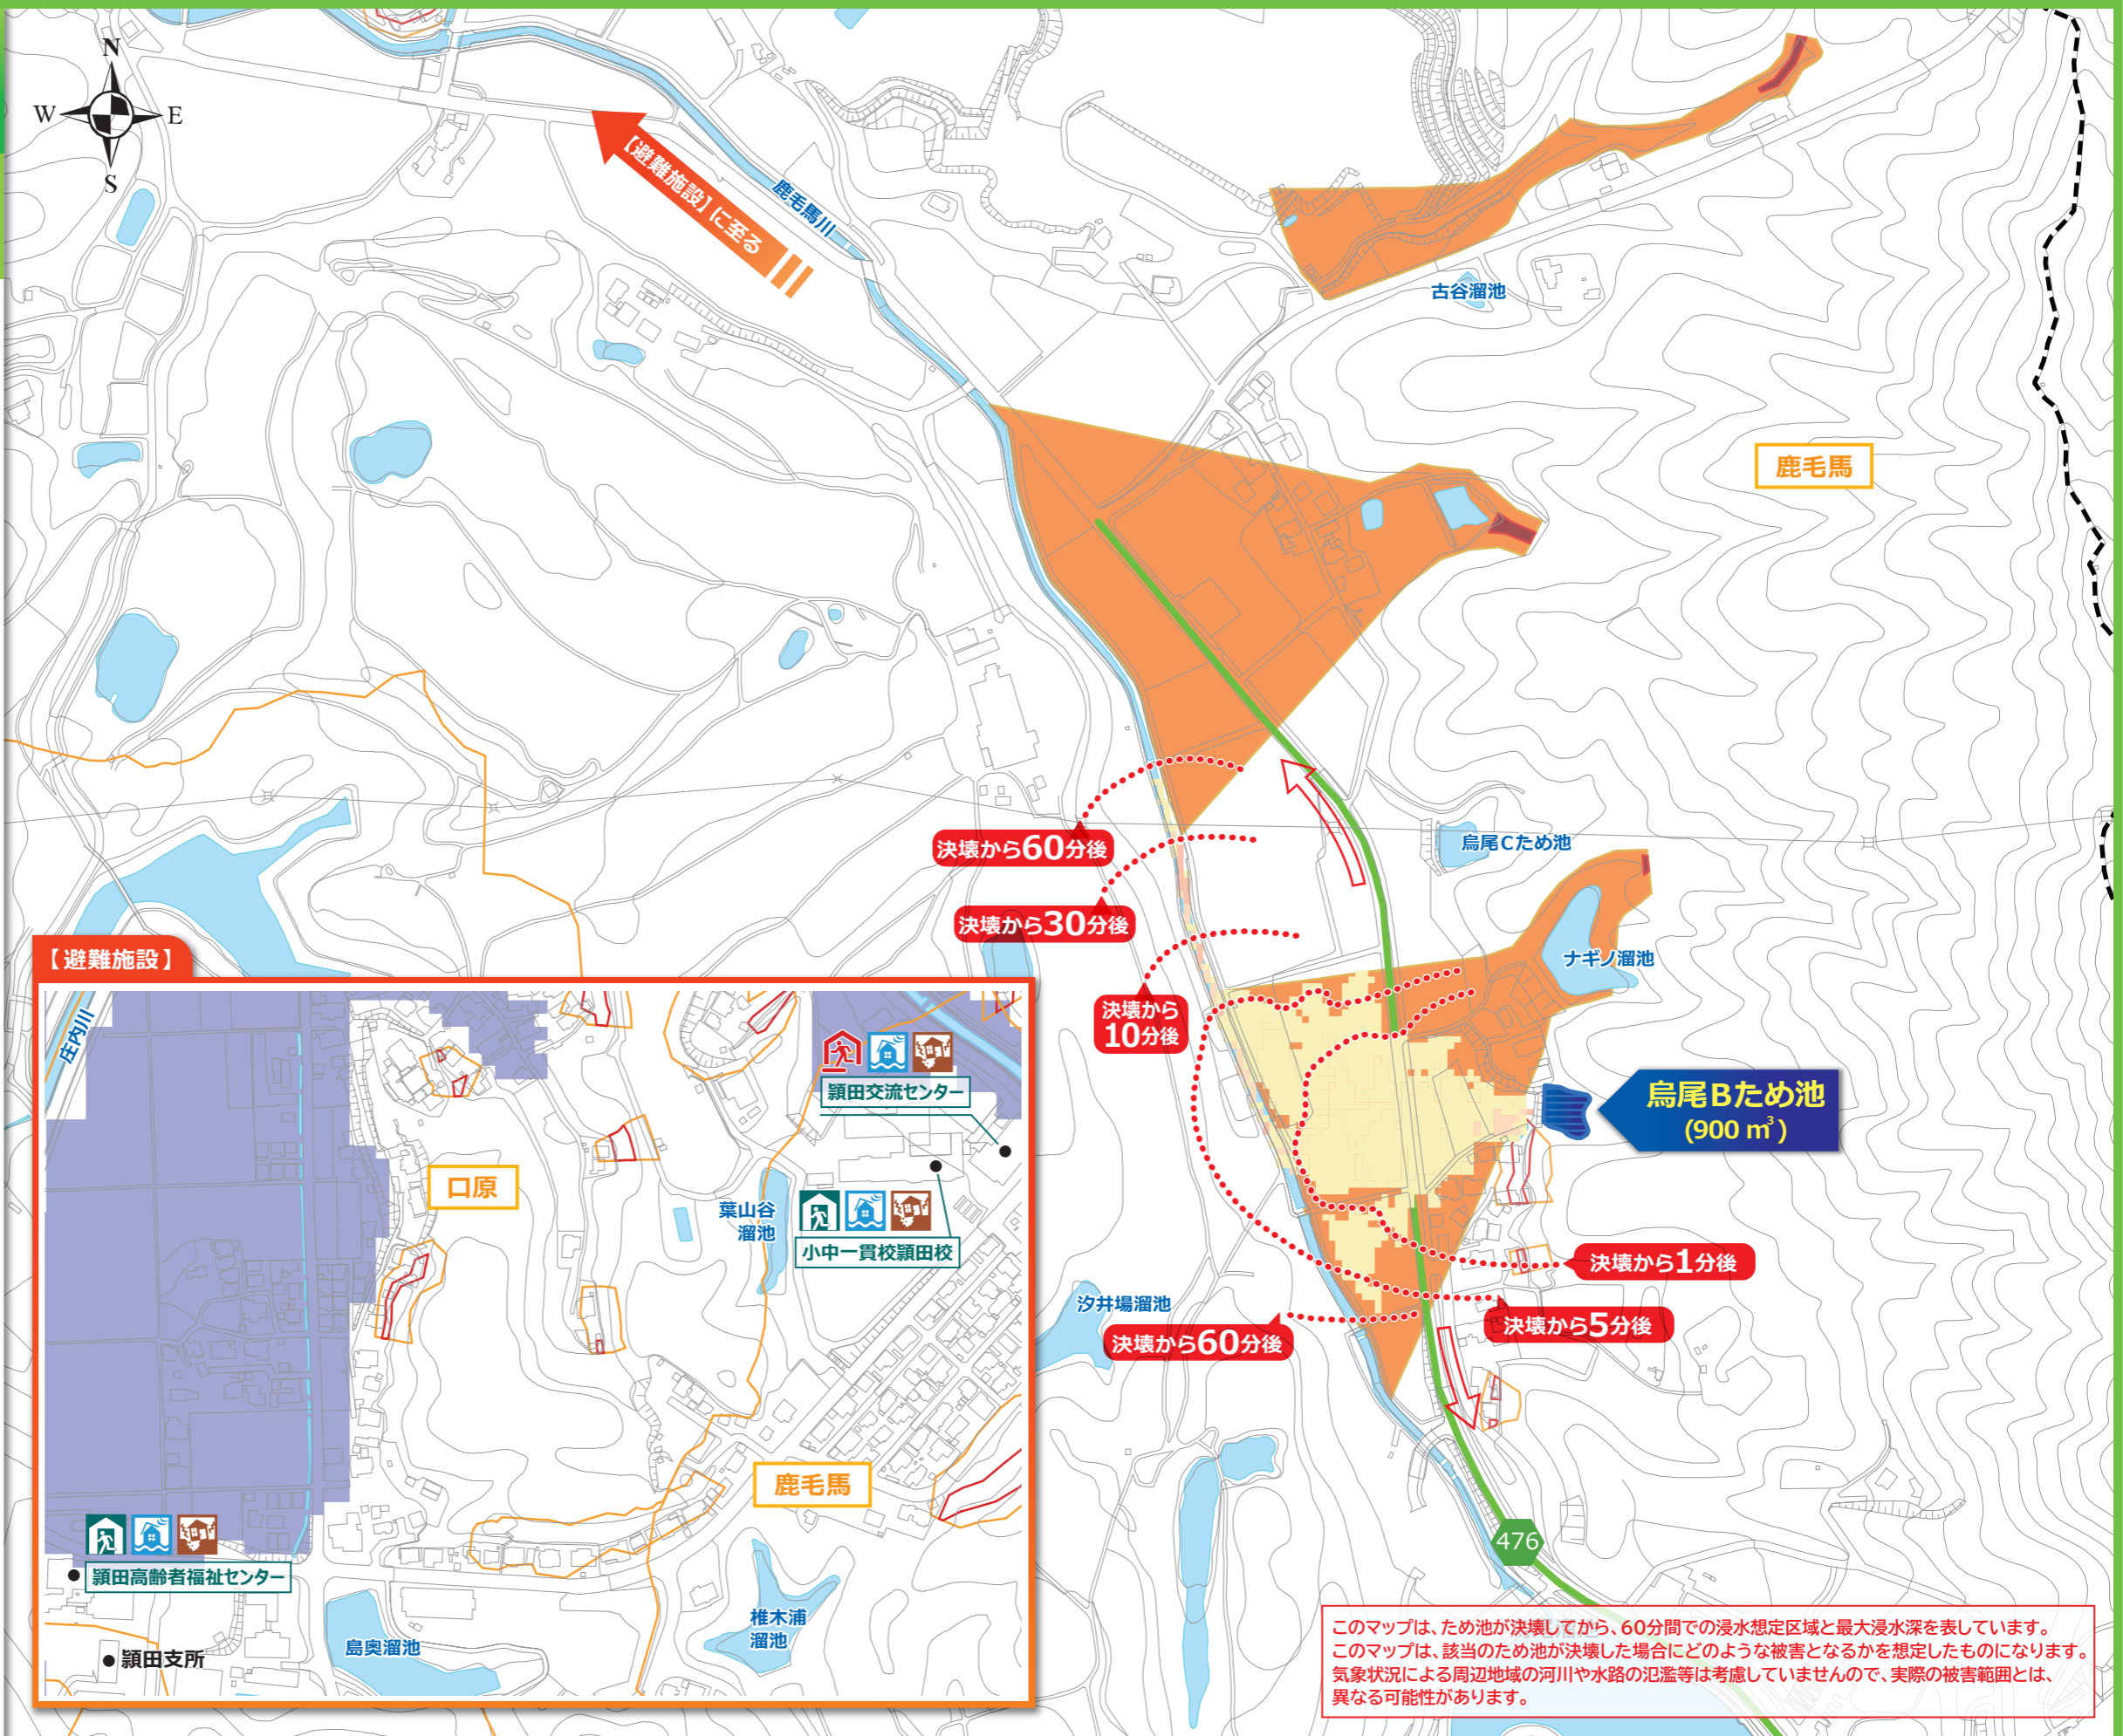 N
W
E
S
【避難施設】に至る
鹿毛馬川
古谷溜池
鹿毛馬
烏尾Cため池
決壊から60分後
決壊から30分後
決壊から
10分後
ナギノ溜池
烏尾Bため池
(900 m³)
決壊から1分後
決壊から5分後
汐井場溜池
決壊から60分後
476
【避難施設】
庄内川
頴田交流センター
口原
葉山谷
溜池
小中一貫校頴田校
鹿毛馬
頴田高齢者福祉センター
椎木浦
溜池
島奥溜池
頴田支所
このマップは、ため池が決壊してから、60分間での浸水想定区域と最大浸水深を表しています。
このマップは、該当のため池が決壊した場合にどのような被害となるかを想定したものになります。
気象状況による周辺地域の河川や水路の氾濫等は考慮していませんので、実際の被害範囲とは、
異なる可能性があります。